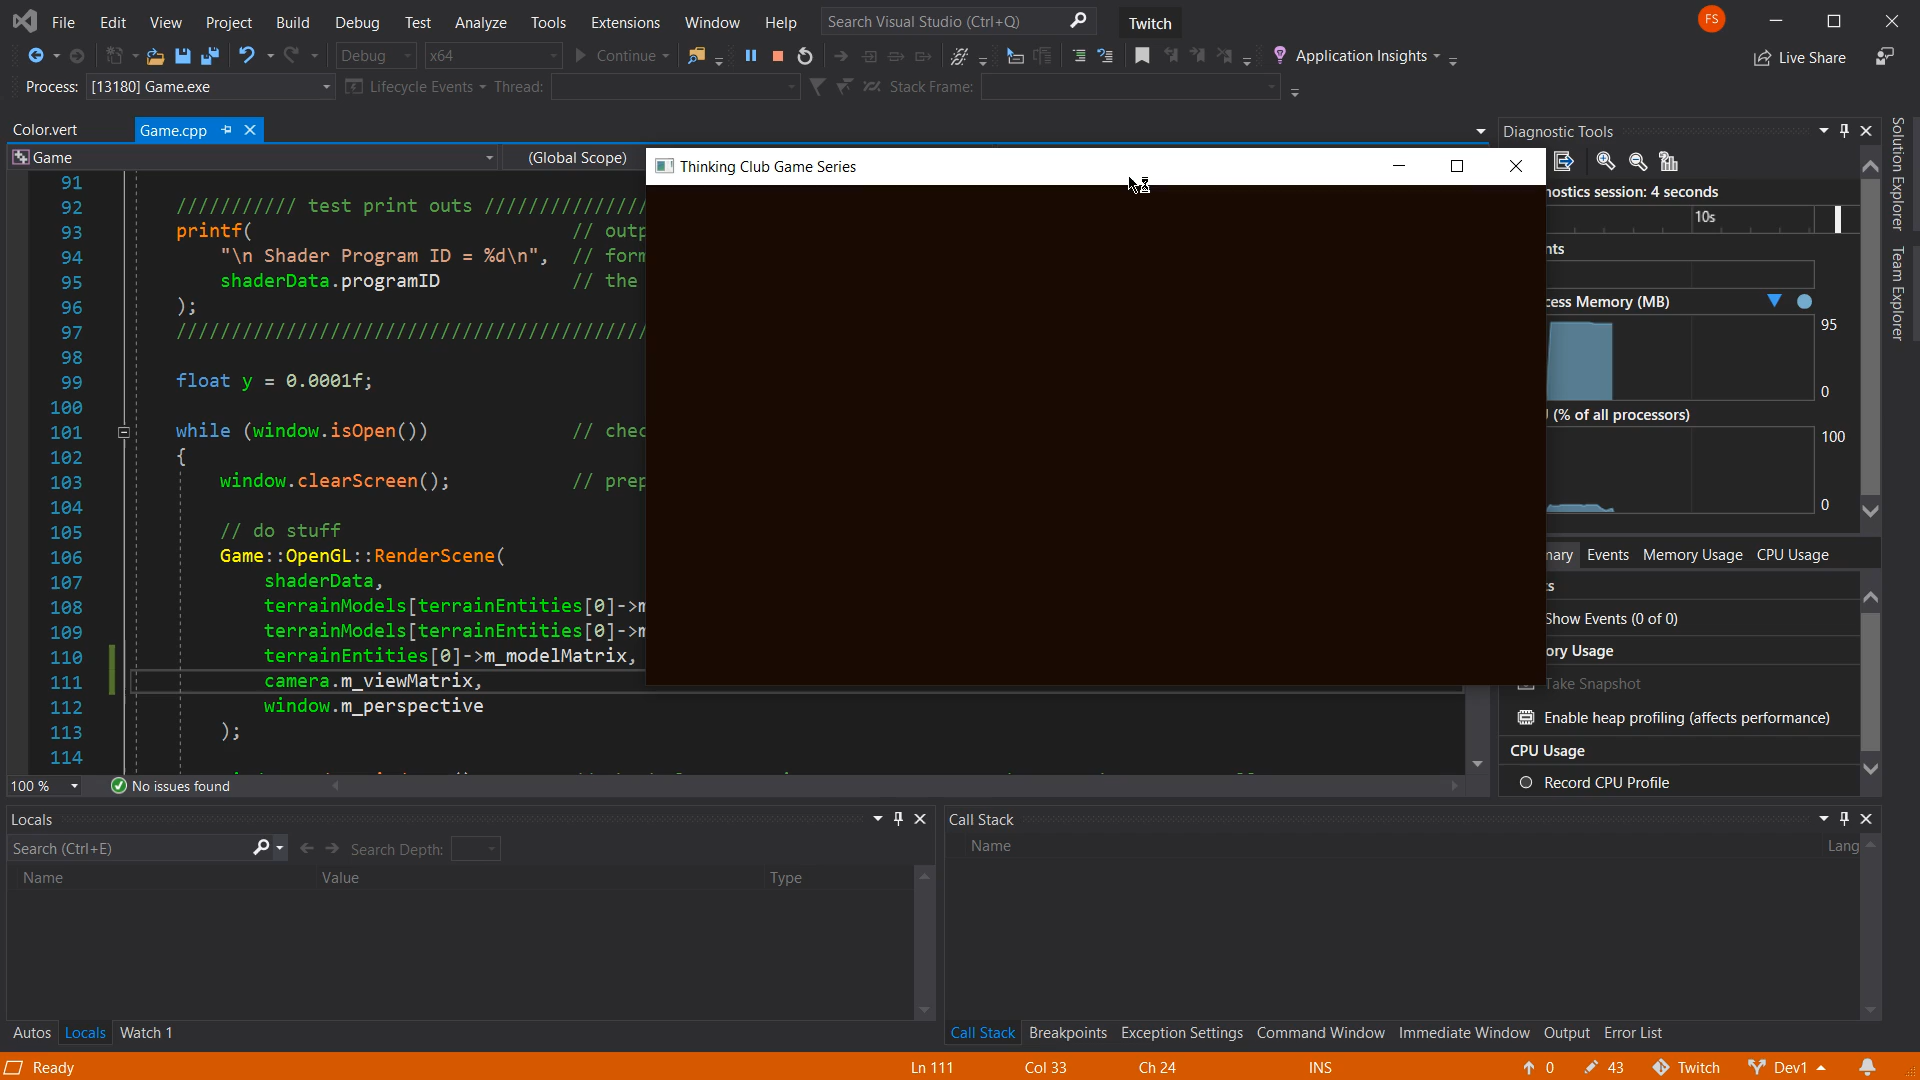 File Edit View Project Build Debug Test Analyze Tools Extensions Window Help Search Visual Studio (Ctrl+Q) Twitch FS
Debug x64 Continue Application Insights Live Share
Process: [13180] Game.exe Lifecycle Events Thread: Stack Frame:
Color.vert Game.cpp
Game (Global Scope)
91
92 /////////// test print outs ///////////////
93 printf( // outp
94 "\n Shader Program ID = %d\n", // form
95 shaderData.programID // the
96 );
97 ///////////////////////////////////////////
98
99 float y = 0.0001f;
100
101 while (window.isOpen()) // chec
102 {
103 window.clearScreen(); // prep
104
105 // do stuff
106 Game::OpenGL::RenderScene(
107 shaderData,
108 terrainModels[terrainEntities[0]->m
109 terrainModels[terrainEntities[0]->m
110 terrainEntities[0]->m_modelMatrix,
111 camera.m_viewMatrix,
112 window.m_perspective
113 );
114
100 % No issues found
Thinking Club Game Series
Diagnostic Tools
nostics session: 4 seconds
10s
nts
cess Memory (MB)
95
0
(% of all processors)
100
0
mary Events Memory Usage CPU Usage
ts
Show Events (0 of 0)
ory Usage
Take Snapshot
Enable heap profiling (affects performance)
CPU Usage
Record CPU Profile
Solution Explorer
Team Explorer
Locals
Search (Ctrl+E) Search Depth:
Name Value Type
Autos Locals Watch 1
Call Stack
Name Lang
Call Stack Breakpoints Exception Settings Command Window Immediate Window Output Error List
Ready Ln 111 Col 33 Ch 24 INS 0 43 Twitch Dev1